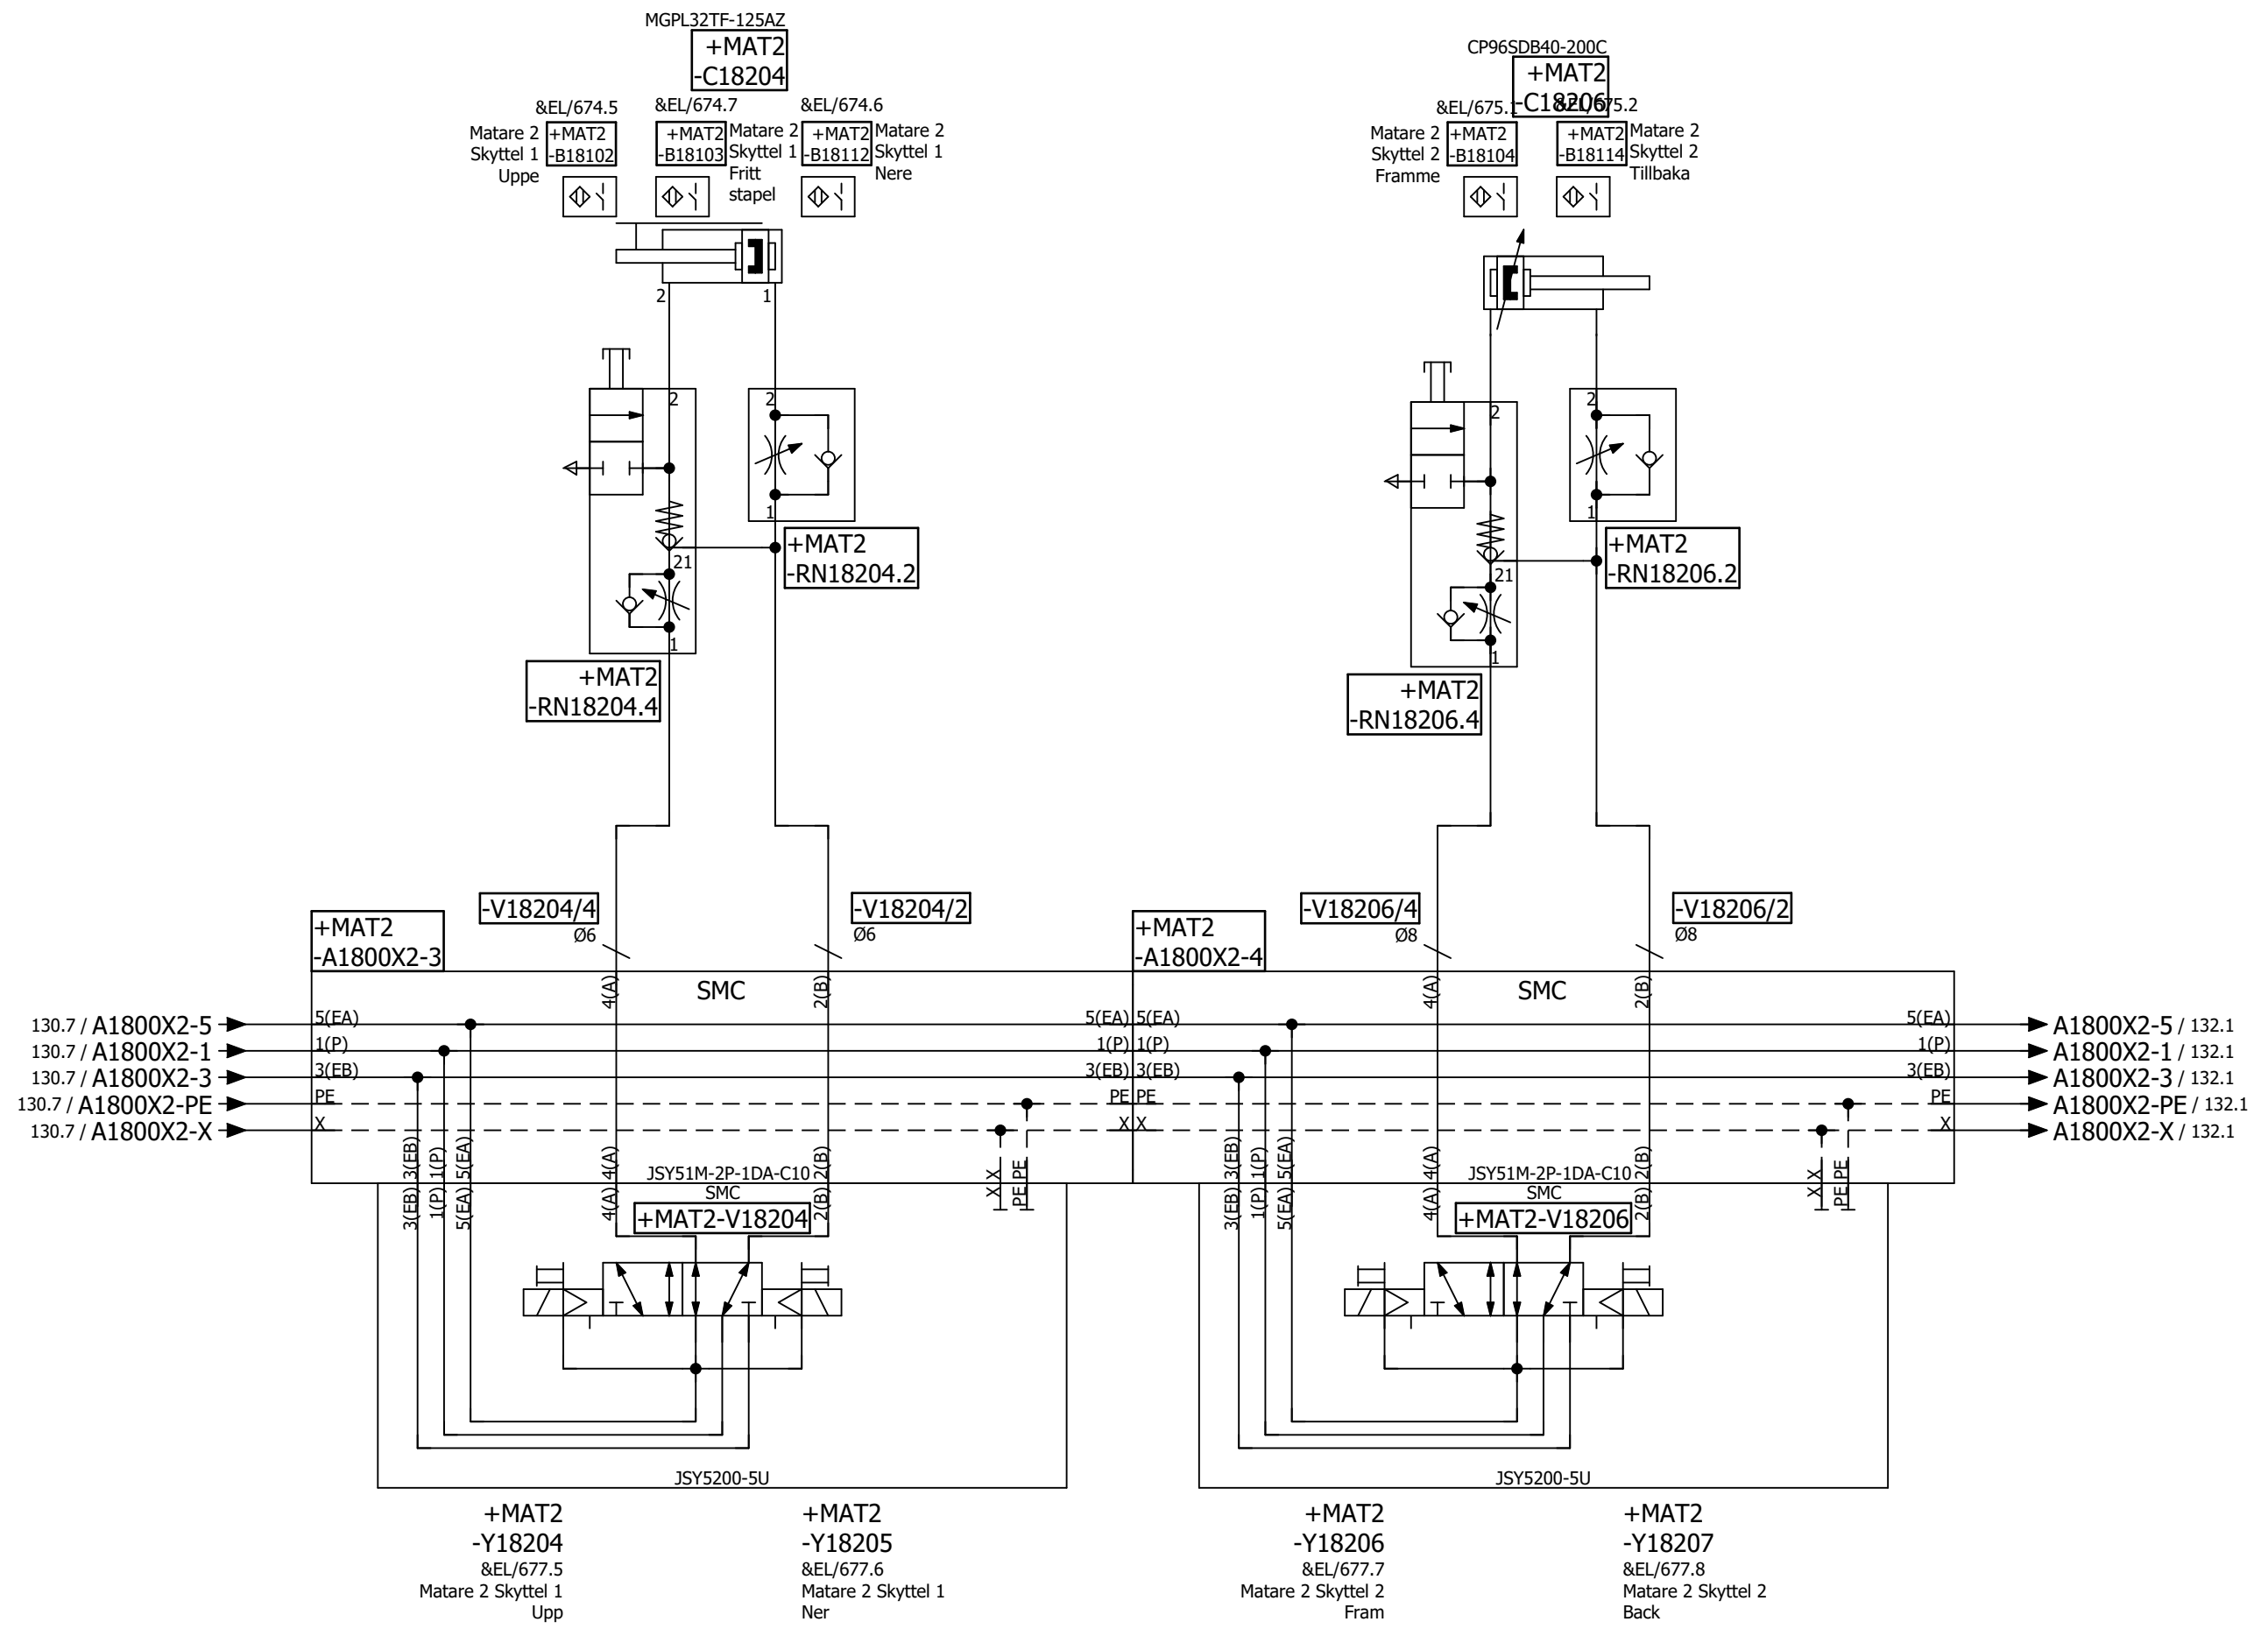 MGPL32TF-125AZ
+MAT2
-C18204
&EL/674.5
&EL/674.7
&EL/674.6
Matare 2
Skyttel 1
Uppe
+MAT2
-B18102
+MAT2
-B18103
Matare 2
Skyttel 1
Fritt
stapel
+MAT2
-B18112
Matare 2
Skyttel 1
Nere
CP96SDB40-200C
+MAT2
-C18206
&EL/675.1
&EL/675.2
Matare 2
Skyttel 2
Framme
+MAT2
-B18104
+MAT2
-B18114
Matare 2
Skyttel 2
Tillbaka
2
1
2
2
1
21
1
+MAT2
-RN18204.2
+MAT2
-RN18204.4
2
2
1
21
1
+MAT2
-RN18206.2
+MAT2
-RN18206.4
-V18204/4
Ø6
-V18204/2
Ø6
-V18206/4
Ø8
-V18206/2
Ø8
+MAT2
-A1800X2-3
+MAT2
-A1800X2-4
4(A)
SMC
2(B)
4(A)
SMC
2(B)
130.7 / A1800X2-5
5(EA)
5(EA)
5(EA)
5(EA)
A1800X2-5 / 132.1
130.7 / A1800X2-1
1(P)
1(P)
1(P)
1(P)
A1800X2-1 / 132.1
130.7 / A1800X2-3
3(EB)
3(EB)
3(EB)
3(EB)
A1800X2-3 / 132.1
130.7 / A1800X2-PE
PE
PE
PE
PE
A1800X2-PE / 132.1
130.7 / A1800X2-X
X
X
X
X
A1800X2-X / 132.1
3(EB) 3(EB)
1(P) 1(P)
5(EA) 5(EA)
4(A) 4(A)
JSY51M-2P-1DA-C10
SMC
+MAT2-V18204
2(B) 2(B)
X X
PE PE
3(EB) 3(EB)
1(P) 1(P)
5(EA) 5(EA)
4(A) 4(A)
JSY51M-2P-1DA-C10
SMC
+MAT2-V18206
2(B) 2(B)
X X
PE PE
JSY5200-5U
JSY5200-5U
+MAT2
-Y18204
&EL/677.5
Matare 2 Skyttel 1
Upp
+MAT2
-Y18205
&EL/677.6
Matare 2 Skyttel 1
Ner
+MAT2
-Y18206
&EL/677.7
Matare 2 Skyttel 2
Fram
+MAT2
-Y18207
&EL/677.8
Matare 2 Skyttel 2
Back